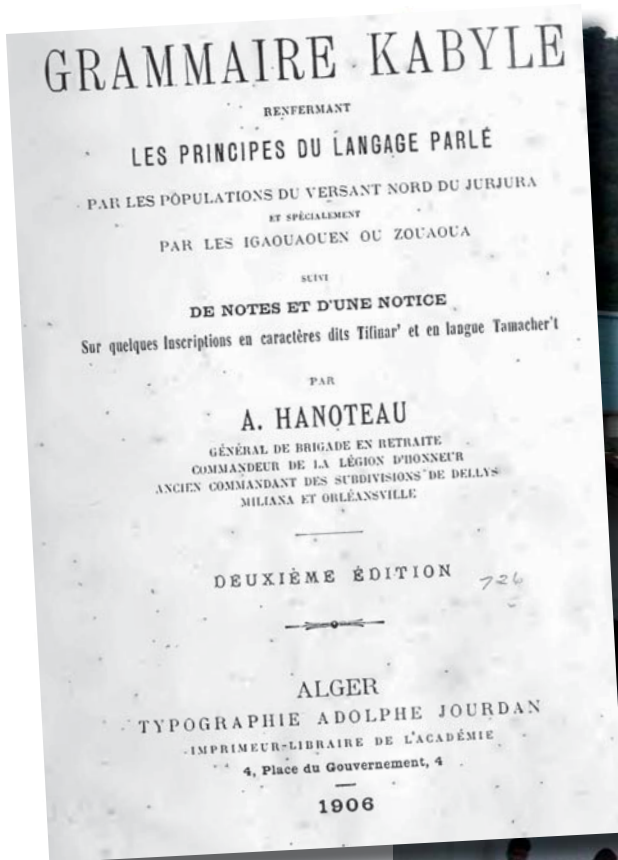 GRAMMAIRE KABYLE
RENFERMANT
LES PRINCIPES DU LANGAGE PARLÉ
PAR LES POPULATIONS DU VERSANT NORD DU JURJURA
ET SPÉCIALEMENT
PAR LES IGAOUAOUEN OU ZOUAOUA
SUIVI
DE NOTES ET D'UNE NOTICE
Sur quelques Inscriptions en caractères dits Tifinar' et en langue Tamacher't
PAR
A. HANOTEAU
GÉNÉRAL DE BRIGADE EN RETRAITE
COMMANDEUR DE LA LÉGION D'HONNEUR
ANCIEN COMMANDANT DES SUBDIVISIONS DE DELLYS
MILIANA ET ORLÉANSVILLE
DEUXIÈME ÉDITION
726
ALGER
TYPOGRAPHIE ADOLPHE JOURDAN
IMPRIMEUR-LIBRAIRE DE L'ACADÉMIE
4, Place du Gouvernement, 4
1906